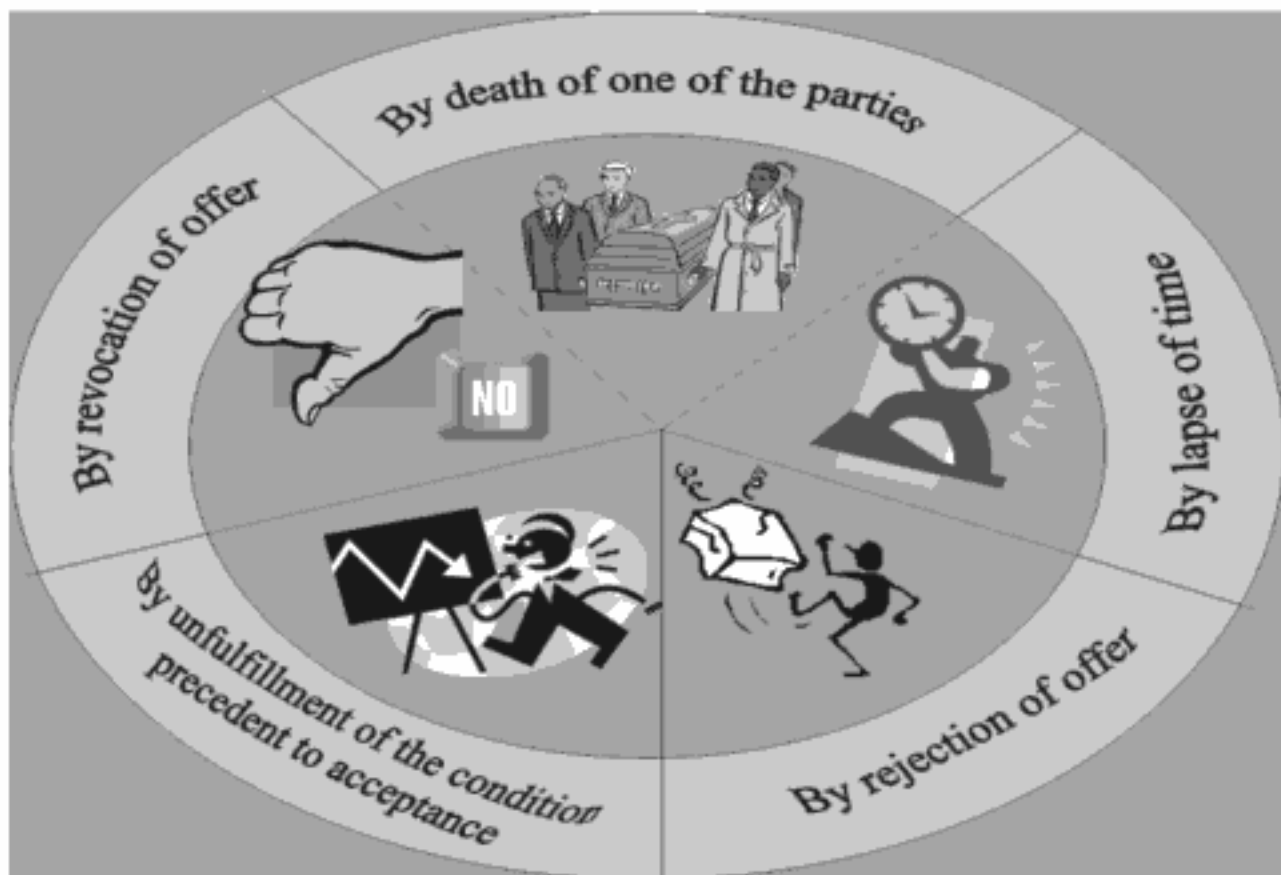 By death of one of the parties
By lapse of time
By rejection of offer
By unfulfillment of the condition
precedent to acceptance
By revocation of offer
NO